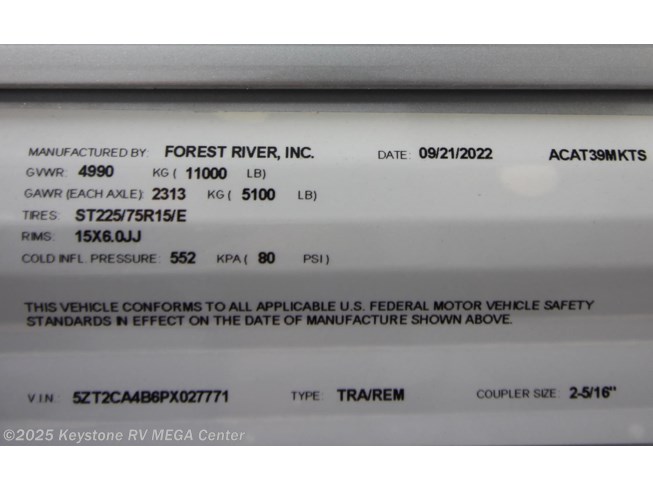 MANUFACTURED BY: FOREST RIVER, INC. DATE: 09/21/2022 ACAT39MKTS
GVWR: 4990 KG ( 11000 LB)
GAWR (EACH AXLE): 2313 KG ( 5100 LB)
TIRES: ST225/75R15/E
RIMS: 15X6.0JJ
COLD INFL. PRESSURE: 552 KPA ( 80 PSI )
THIS VEHICLE CONFORMS TO ALL APPLICABLE U.S. FEDERAL MOTOR VEHICLE SAFETY
STANDARDS IN EFFECT ON THE DATE OF MANUFACTURE SHOWN ABOVE.
V.I.N.: 5ZT2CA4B6PX027771 TYPE: TRA/REM COUPLER SIZE: 2-5/16"
©2025 Keystone RV MEGA Center